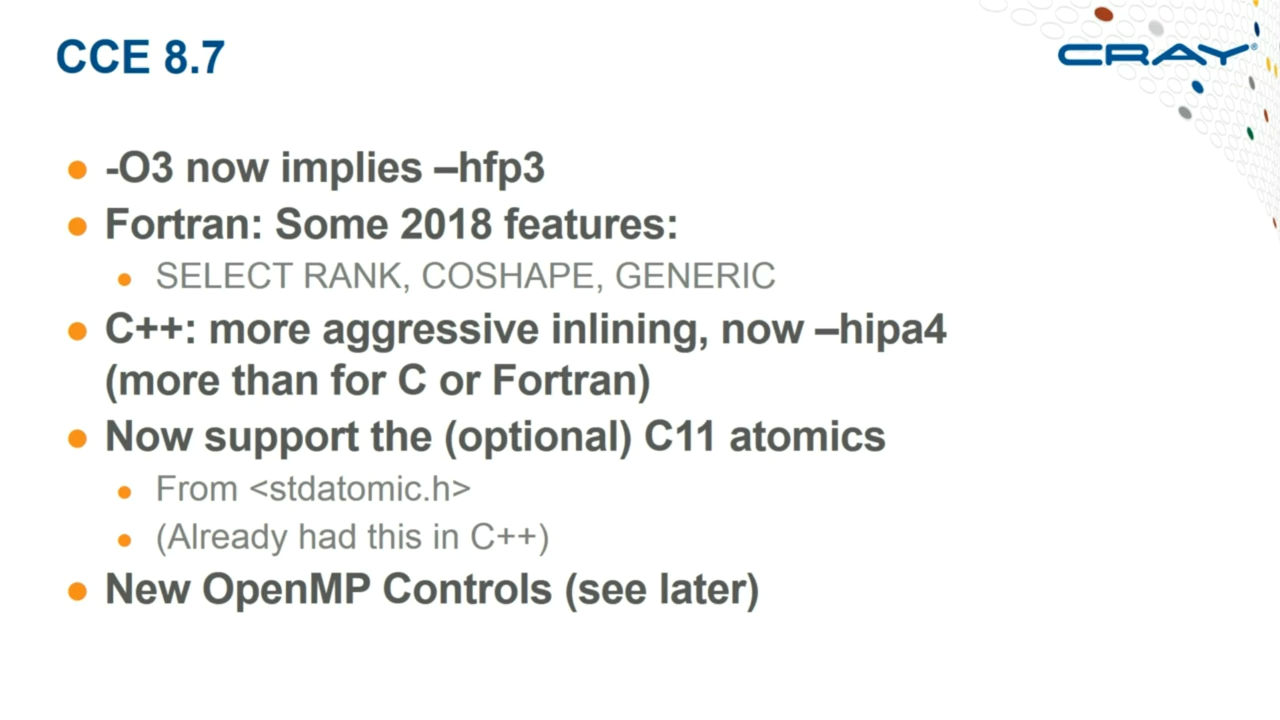 CCE 8.7
CRAY®
-O3 now implies –hfp3
Fortran: Some 2018 features:
SELECT RANK, COSHAPE, GENERIC
C++: more aggressive inlining, now –hipa4
(more than for C or Fortran)
Now support the (optional) C11 atomics
From <stdatomic.h>
(Already had this in C++)
New OpenMP Controls (see later)